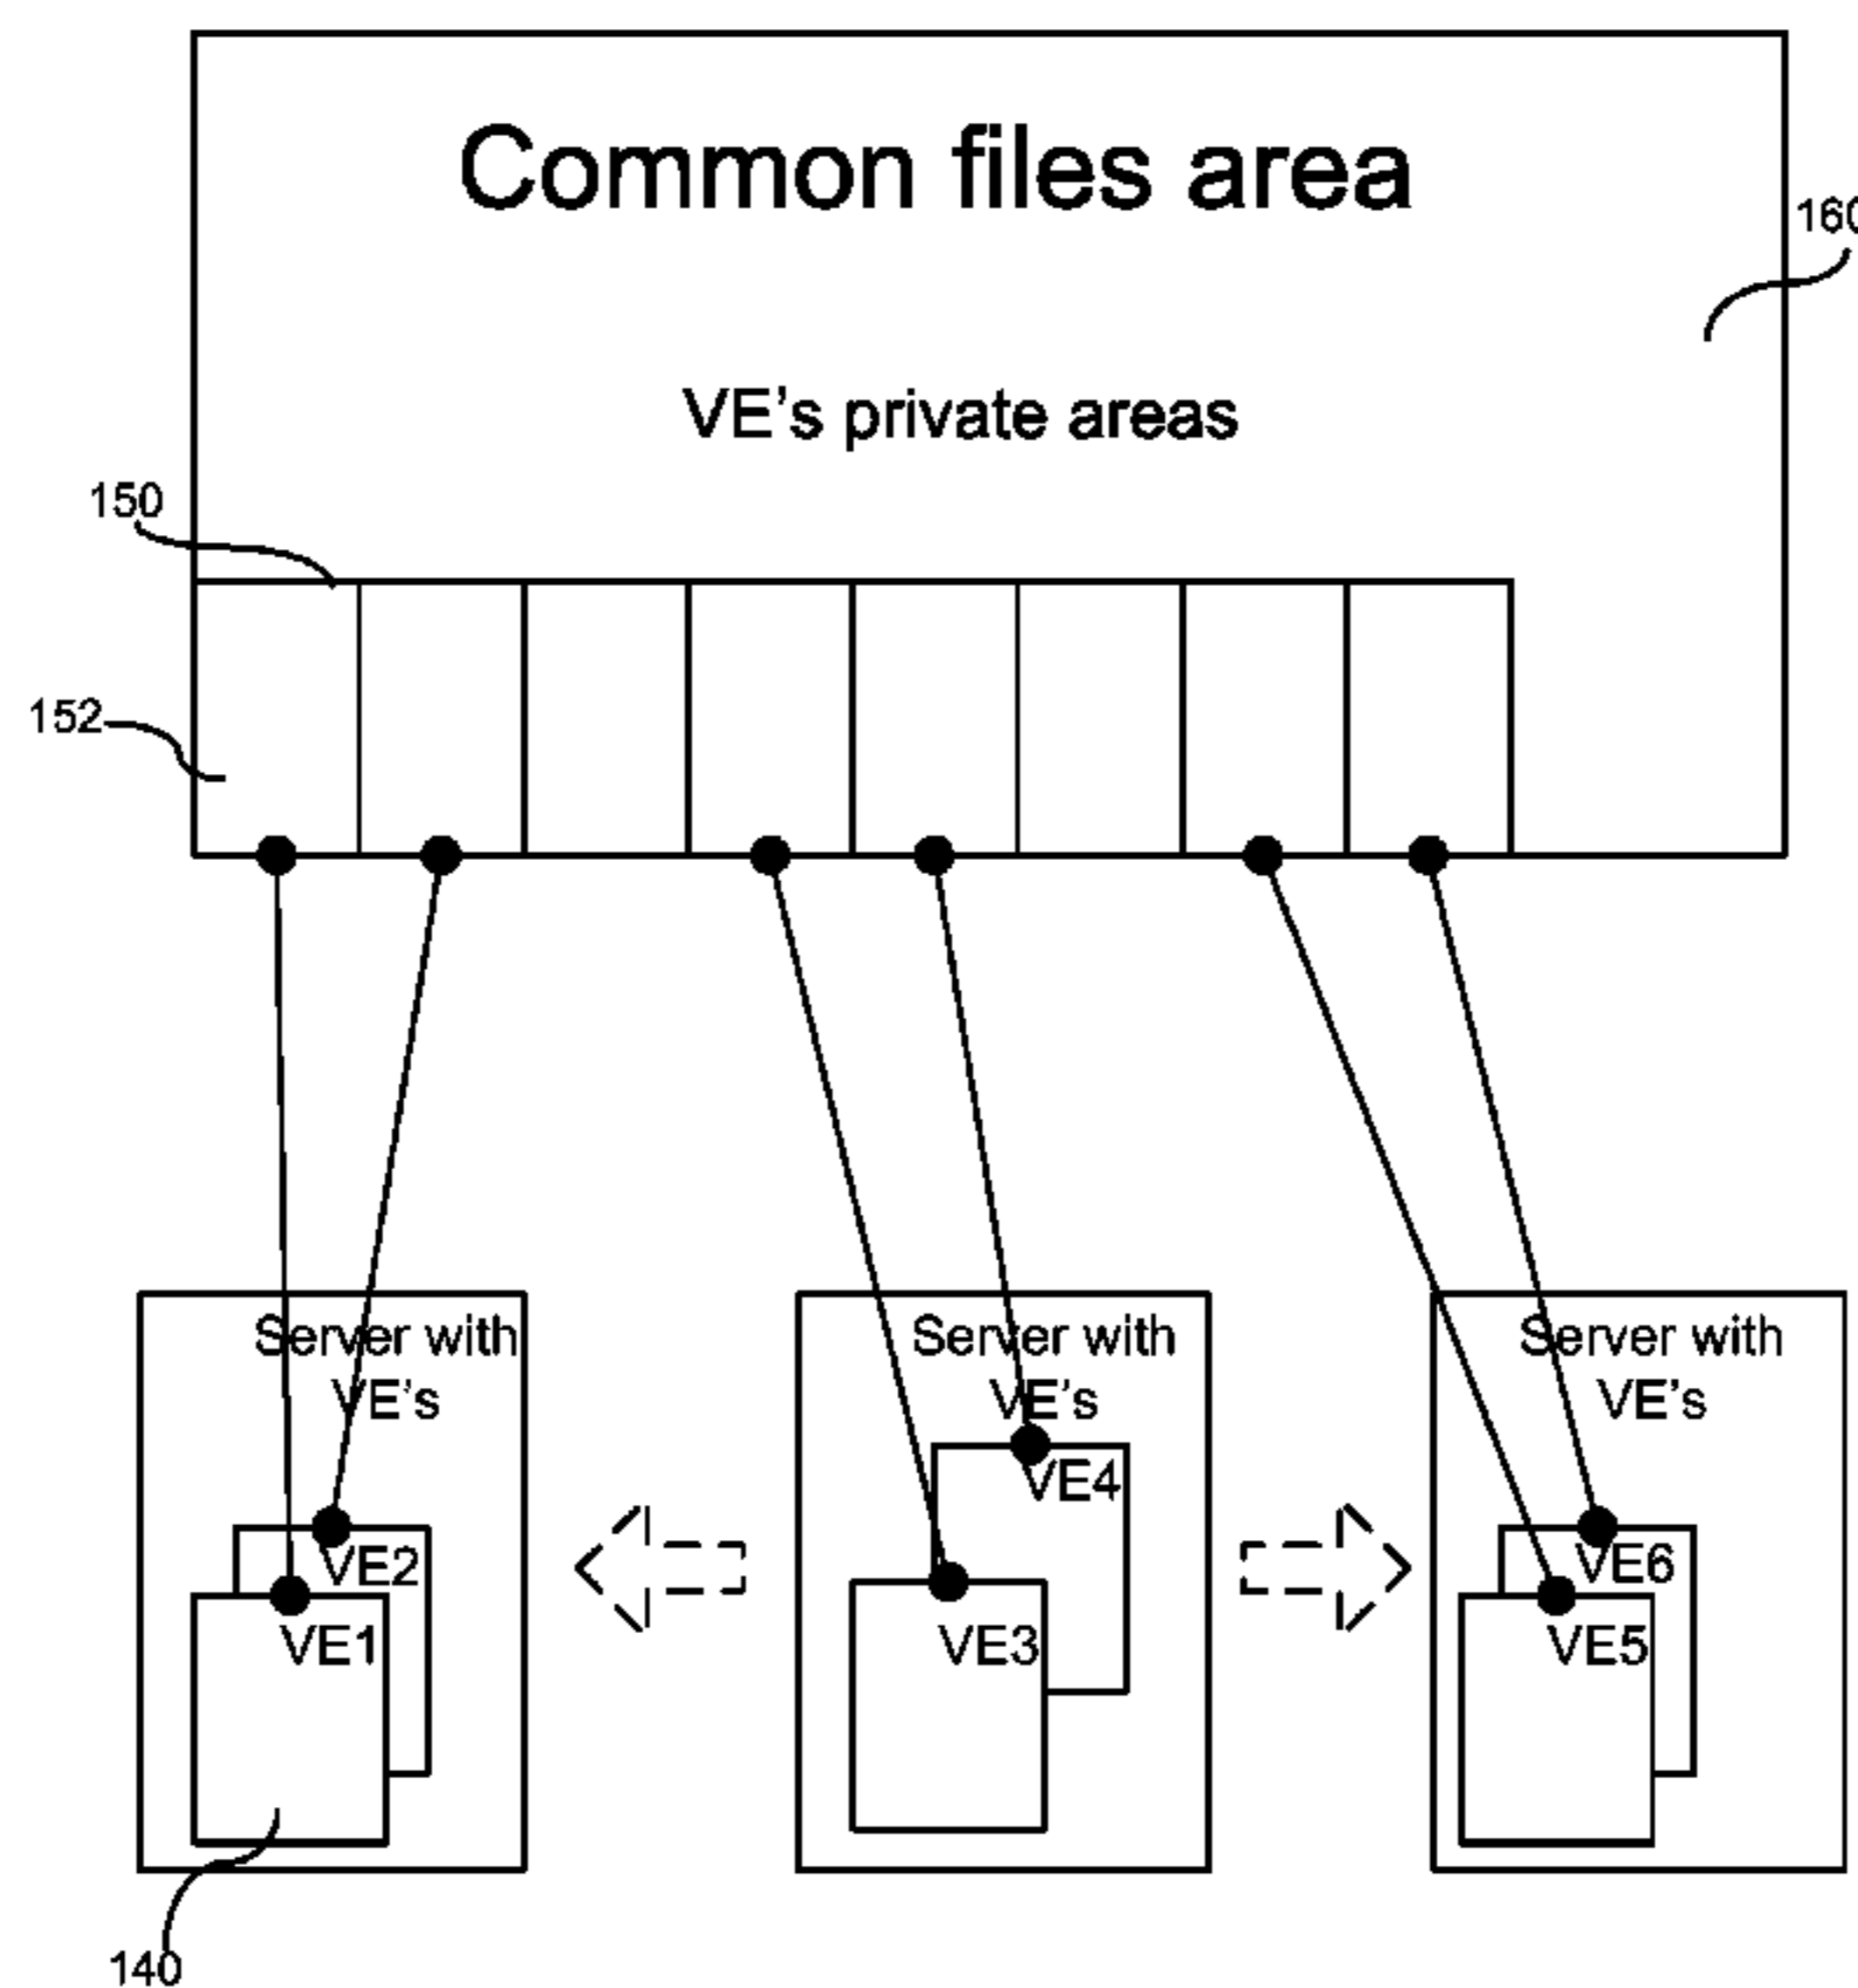 Common files area
160
VE's private areas
150
152
Server with
VE's
Server with
VE's
Server with
VE's
VE4
VE2
VE6
VE1
VE3
VE5
140